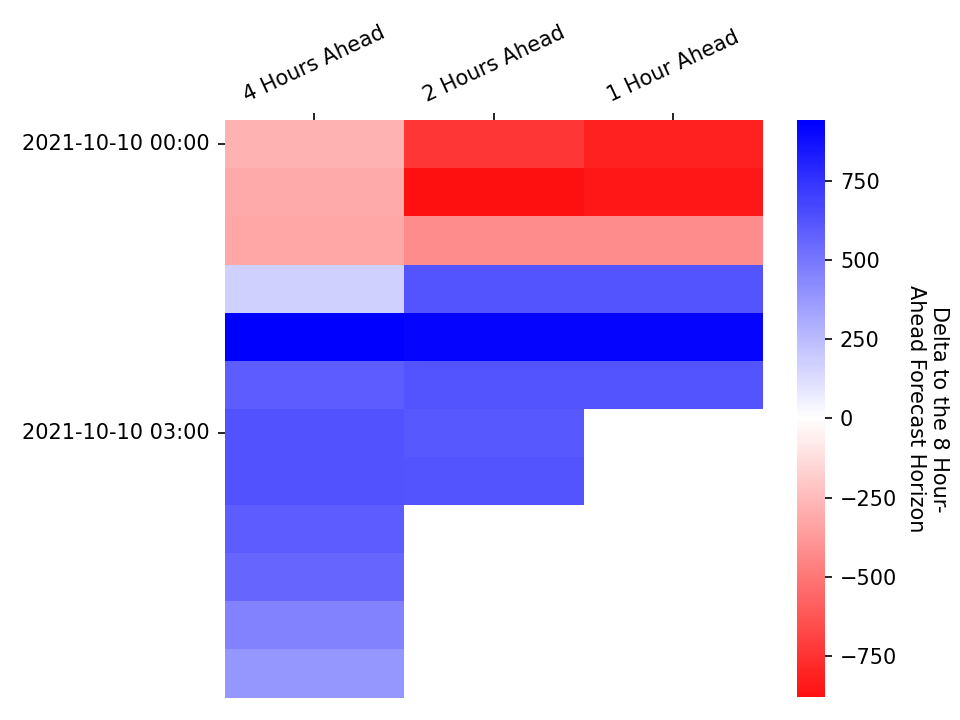 4 Hours Ahead
2 Hours Ahead
1 Hour Ahead
2021-10-10 00:00
2021-10-10 03:00
750
500
250
0
−250
−500
−750
Delta to the 8 Hour-
Ahead Forecast Horizon